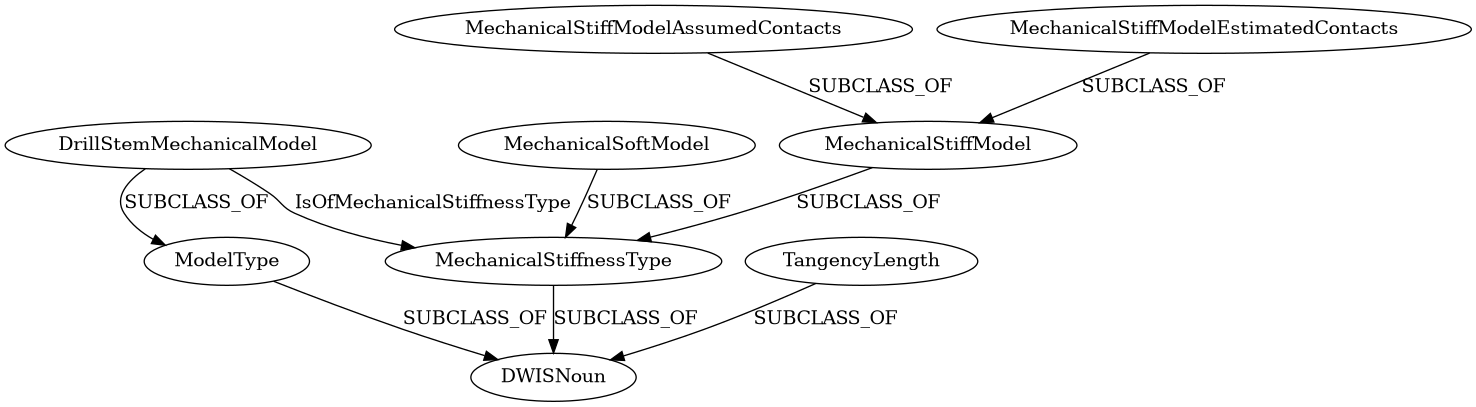 MechanicalStiffModelAssumedContacts
MechanicalStiffModelEstimatedContacts
SUBCLASS_OF
SUBCLASS_OF
DrillStemMechanicalModel
MechanicalSoftModel
MechanicalStiffModel
SUBCLASS_OF
IsOfMechanicalStiffnessType
SUBCLASS_OF
SUBCLASS_OF
ModelType
MechanicalStiffnessType
TangencyLength
SUBCLASS_OF
SUBCLASS_OF
SUBCLASS_OF
DWISNoun